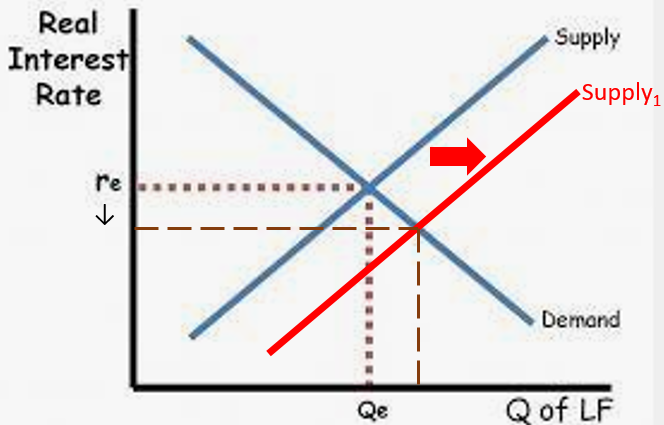 Real
Interest
Rate
Supply
Supply₁
re
↓
Demand
Qe
Q of LF